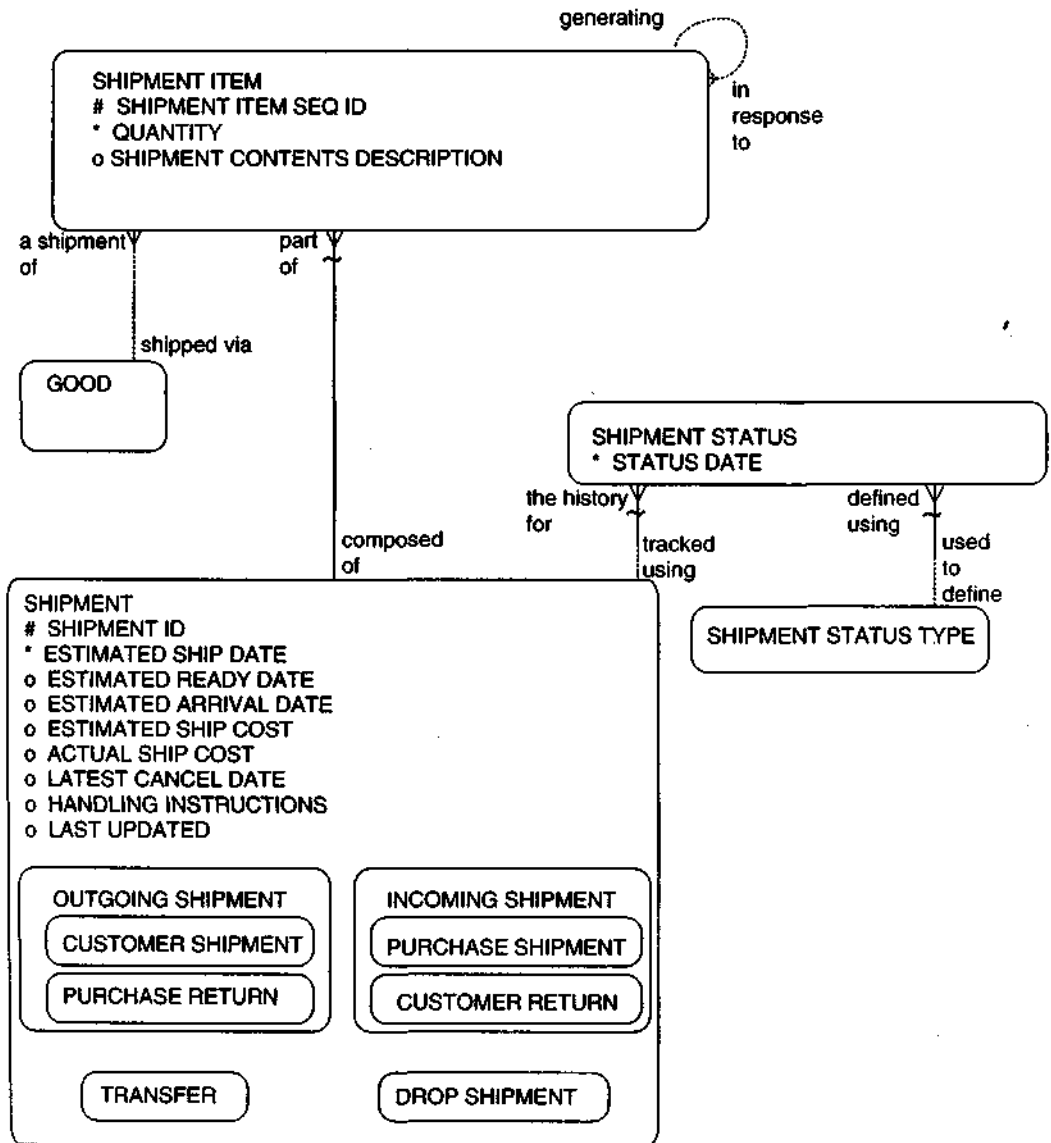 generating
in
response
to
SHIPMENT ITEM
# SHIPMENT ITEM SEQ ID
* QUANTITY
o SHIPMENT CONTENTS DESCRIPTION
a shipment
of
part
of
shipped via
GOOD
SHIPMENT STATUS
* STATUS DATE
the history
for
defined
using
tracked
using
used
to
define
composed
of
SHIPMENT STATUS TYPE
SHIPMENT
# SHIPMENT ID
* ESTIMATED SHIP DATE
o ESTIMATED READY DATE
o ESTIMATED ARRIVAL DATE
o ESTIMATED SHIP COST
o ACTUAL SHIP COST
o LATEST CANCEL DATE
o HANDLING INSTRUCTIONS
o LAST UPDATED
OUTGOING SHIPMENT
CUSTOMER SHIPMENT
PURCHASE RETURN
INCOMING SHIPMENT
PURCHASE SHIPMENT
CUSTOMER RETURN
TRANSFER
DROP SHIPMENT